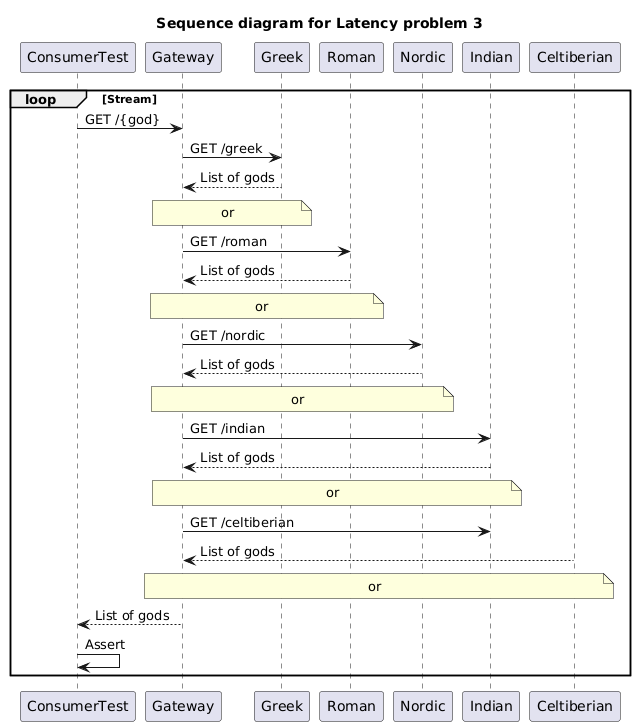 Sequence diagram for Latency problem 3
ConsumerTest Gateway Greek Roman Nordic Indian Celtiberian
loop [Stream]
GET /{god}
GET /greek
List of gods
or
GET /roman
List of gods
or
GET /nordic
List of gods
or
GET /indian
List of gods
or
GET /celtiberian
List of gods
or
List of gods
Assert
ConsumerTest Gateway Greek Roman Nordic Indian Celtiberian